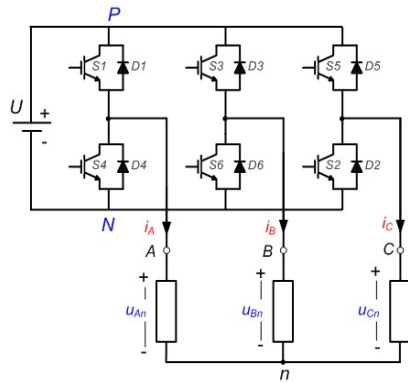 P
S1 D1 S3 D3 S5 D5
U + -
S4 D4 S6 D6 S2 D2
N
iA iB iC
A B C
+ + +
uAn uBn uCn
- - -
n